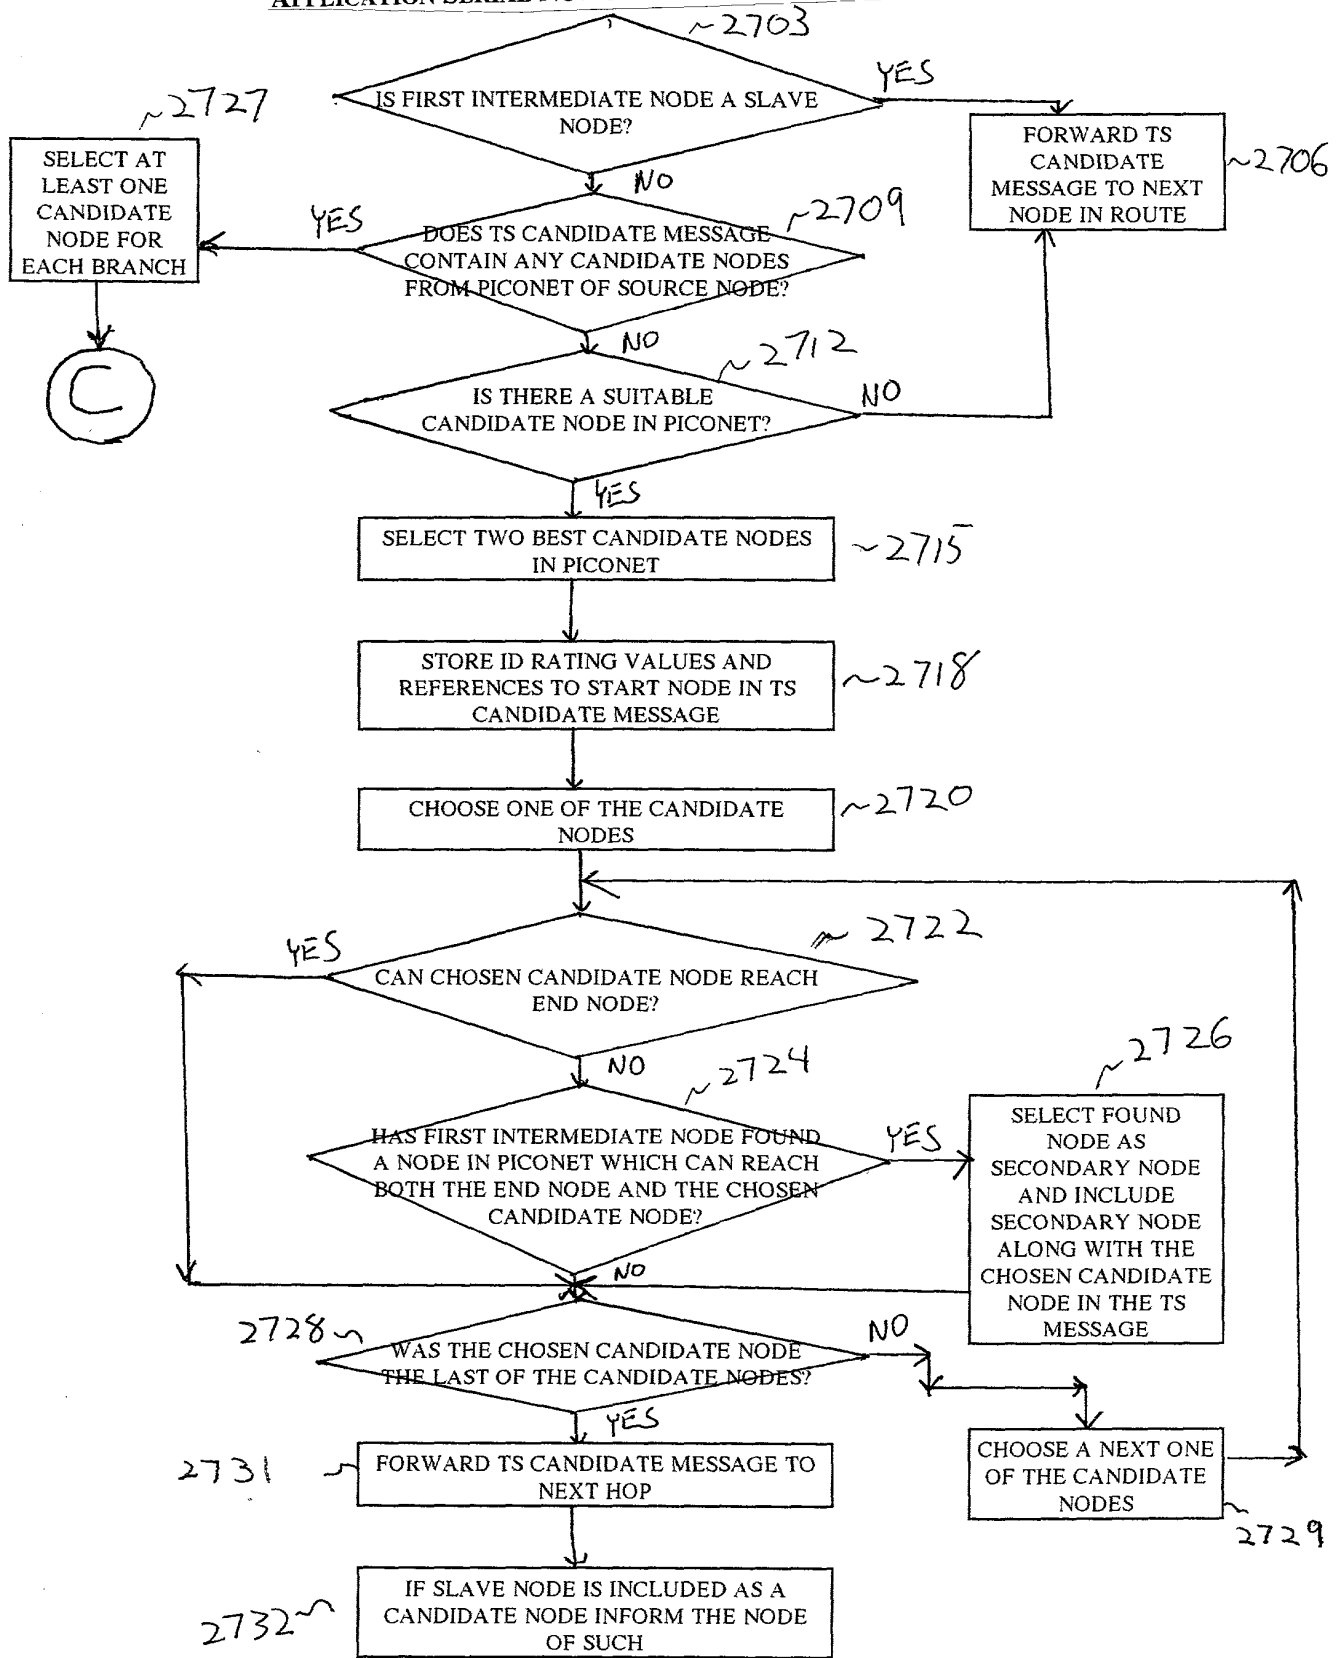 ~2703
IS FIRST INTERMEDIATE NODE A SLAVE
NODE?
YES
~2727
SELECT AT
LEAST ONE
CANDIDATE
NODE FOR
EACH BRANCH
FORWARD TS
CANDIDATE
MESSAGE TO NEXT
NODE IN ROUTE
~2706
NO
YES
~2709
DOES TS CANDIDATE MESSAGE
CONTAIN ANY CANDIDATE NODES
FROM PICONET OF SOURCE NODE?
C
NO
~2712
IS THERE A SUITABLE
CANDIDATE NODE IN PICONET?
NO
YES
SELECT TWO BEST CANDIDATE NODES
IN PICONET
~2715
STORE ID RATING VALUES AND
REFERENCES TO START NODE IN TS
CANDIDATE MESSAGE
~2718
CHOOSE ONE OF THE CANDIDATE
NODES
~2720
YES
~2722
CAN CHOSEN CANDIDATE NODE REACH
END NODE?
NO
~2724
HAS FIRST INTERMEDIATE NODE FOUND
A NODE IN PICONET WHICH CAN REACH
BOTH THE END NODE AND THE CHOSEN
CANDIDATE NODE?
YES
~2726
SELECT FOUND
NODE AS
SECONDARY NODE
AND INCLUDE
SECONDARY NODE
ALONG WITH THE
CHOSEN CANDIDATE
NODE IN THE TS
MESSAGE
NO
2728~
WAS THE CHOSEN CANDIDATE NODE
THE LAST OF THE CANDIDATE NODES?
NO
YES
2731 ~
FORWARD TS CANDIDATE MESSAGE TO
NEXT HOP
CHOOSE A NEXT ONE
OF THE CANDIDATE
NODES
~2729
2732~
IF SLAVE NODE IS INCLUDED AS A
CANDIDATE NODE INFORM THE NODE
OF SUCH